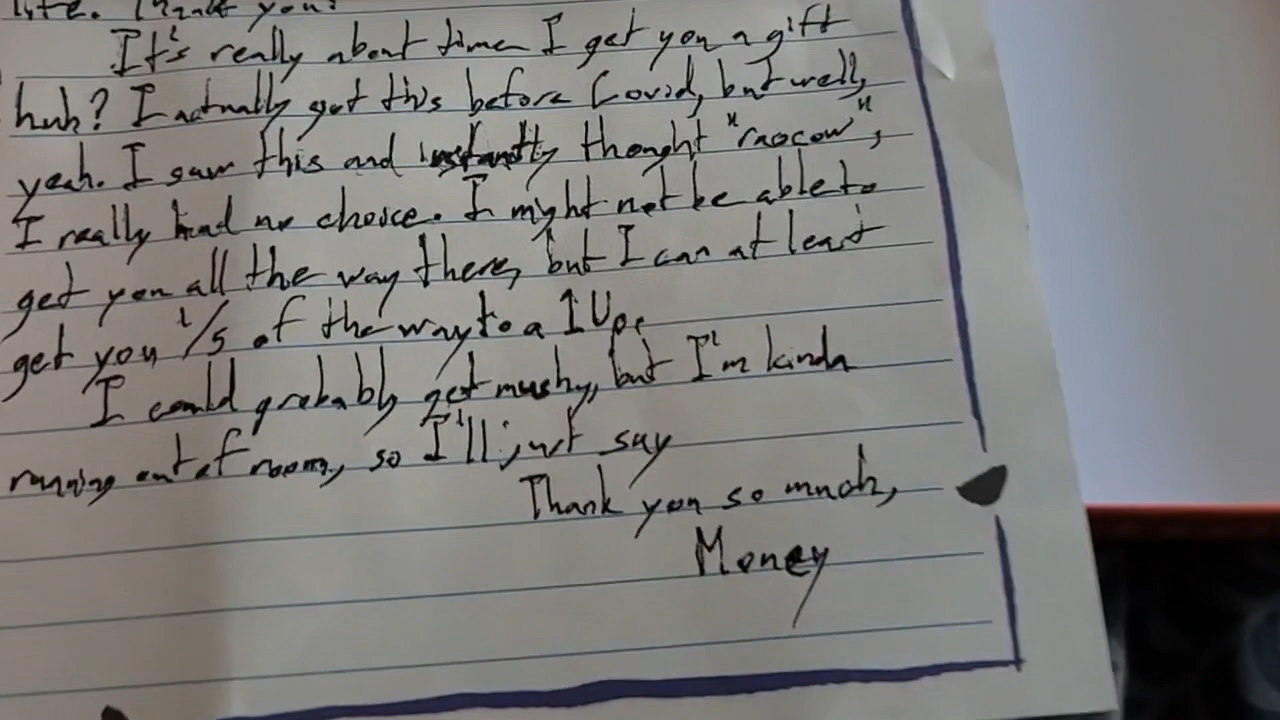 life. Thank you!
It's really about time I get you a gift
huh? I actually got this before Covid, but well,
yeah. I saw this and instantly thought "raocow",
I really had no choice. I might not be able to
get you all the way there, but I can at least
get you 1/5 of the way to a 1Up.
I could probably get mushy, but I'm kinda
running out of room, so I'll just say
Thank you so much,
Money